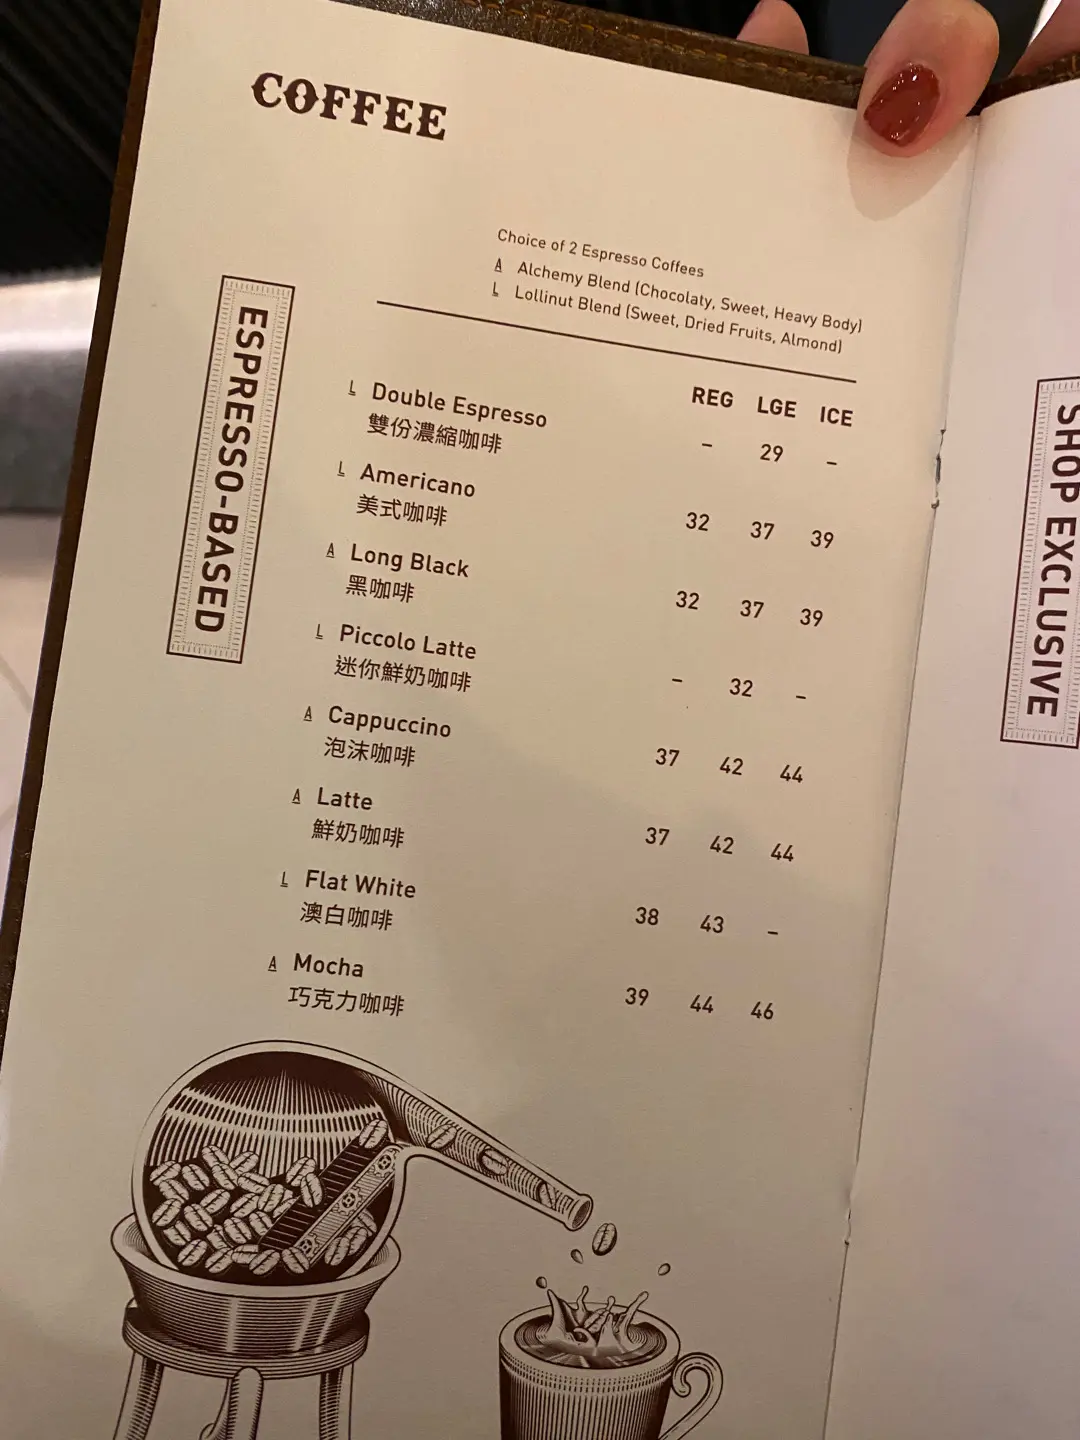 COFFEE
Choice of 2 Espresso Coffees
A Alchemy Blend (Chocolaty, Sweet, Heavy Body)
L Lollinut Blend (Sweet, Dried Fruits, Almond)
ESPRESSO-BASED
REG LGE ICE
L Double Espresso - 29 -
雙份濃縮咖啡
L Americano 32 37 39
美式咖啡
A Long Black 32 37 39
黑咖啡
L Piccolo Latte - 32 -
迷你鮮奶咖啡
A Cappuccino 37 42 44
泡沫咖啡
A Latte 37 42 44
鮮奶咖啡
L Flat White 38 43 -
澳白咖啡
A Mocha 39 44 46
巧克力咖啡
SHOP EXCLUSIVE